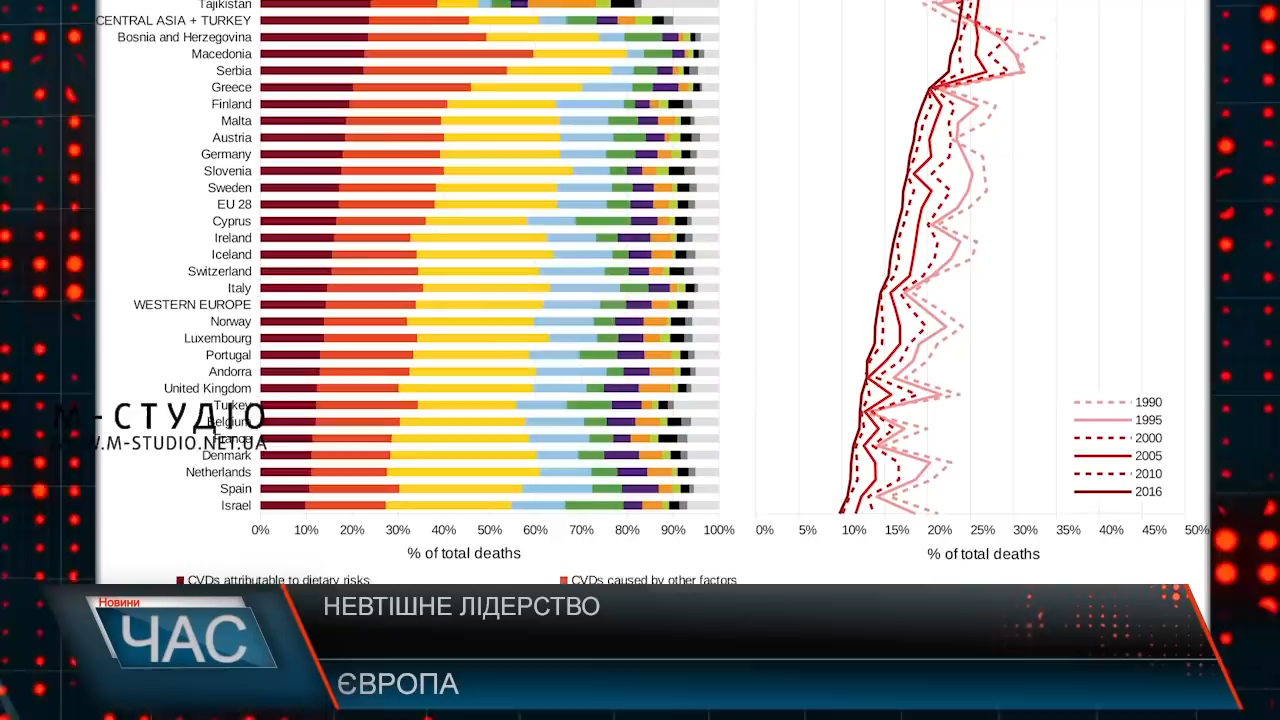 Tajikistan
CENTRAL ASIA + TURKEY
Bosnia and Herzegovina
Macedonia
Serbia
Greece
Finland
Malta
Austria
Germany
Slovenia
Sweden
EU 28
Cyprus
Ireland
Iceland
Switzerland
Italy
WESTERN EUROPE
Norway
Luxembourg
Portugal
Andorra
United Kingdom
Turkey
Belgium
France
Denmark
Netherlands
Spain
Israel
М-СТУДІО
WWW.M-STUDIO.NET.UA
0% 10% 20% 30% 40% 50% 60% 70% 80% 90% 100%
% of total deaths
CVDs attributable to dietary risks
CVDs caused by other factors
1990
1995
2000
2005
2010
2016
0% 5% 10% 15% 20% 25% 30% 35% 40% 45% 50%
% of total deaths
Новини
ЧАС
НЕВТІШНЕ ЛІДЕРСТВО
ЄВРОПА